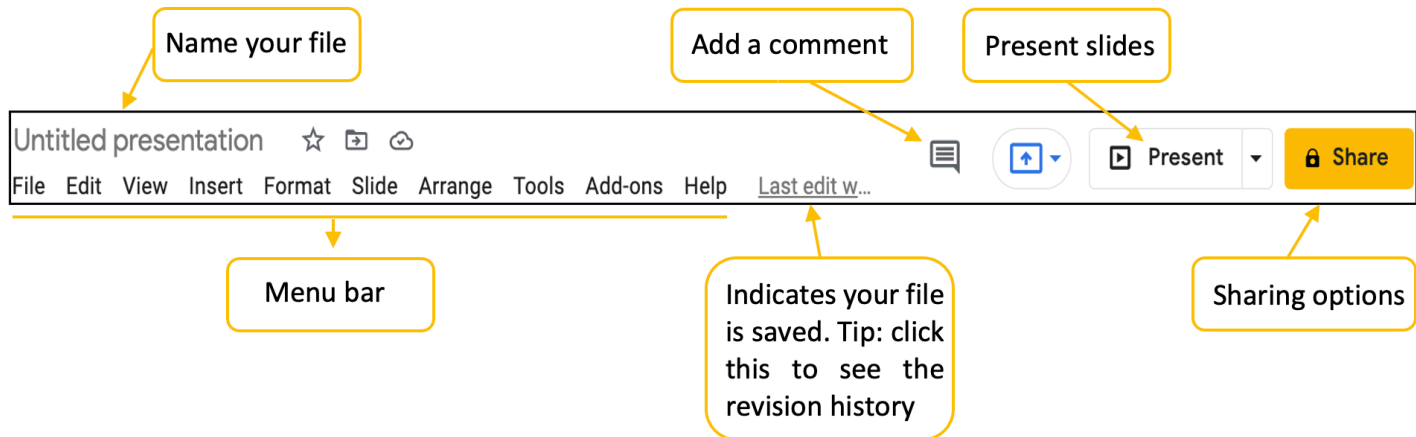 Name your file
Add a comment
Present slides
Untitled presentation
Present
Share
File Edit View Insert Format Slide Arrange Tools Add-ons Help Last edit w...
Menu bar
Indicates your file
is saved. Tip: click
this to see the
revision history
Sharing options